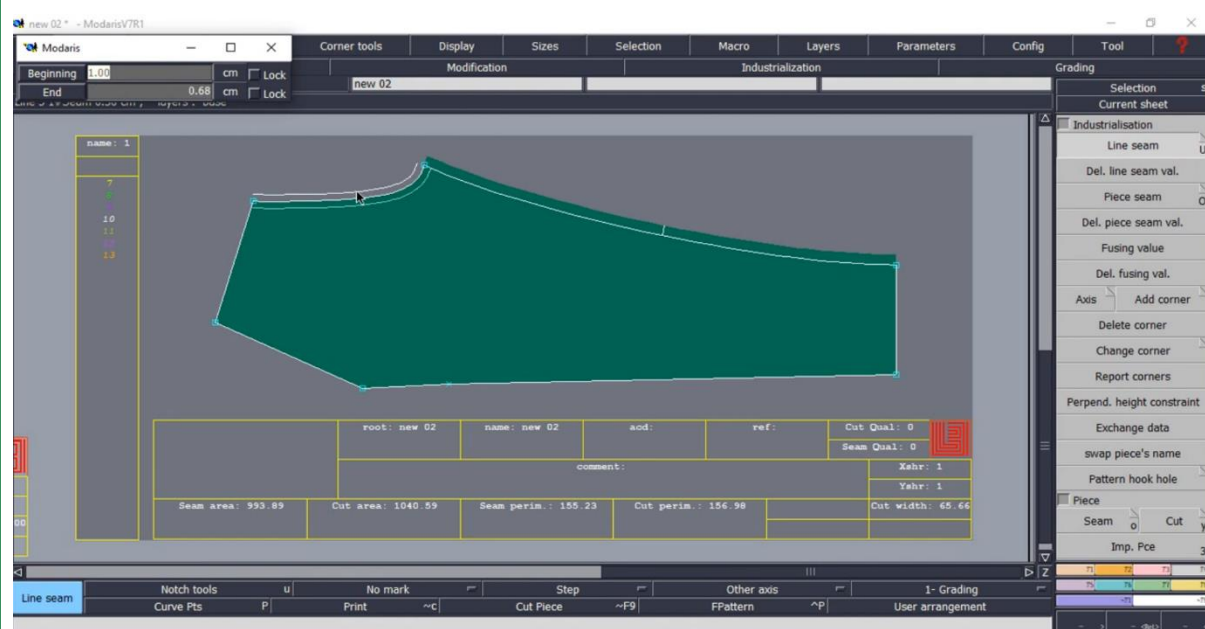 new 02 * - ModarisV7R1
Modaris
Corner tools Display Sizes Selection Macro Layers Parameters Config Tool ?
Beginning 1.00 cm Lock
Modification Industrialization Grading
End 0.68 cm Lock
new 02
Selection s
Current sheet
Industrialisation
Line seam U
Del. line seam val.
Piece seam O
Del. piece seam val.
Fusing value
Del. fusing val.
Axis Add corner
Delete corner
Change corner
Report corners
Perpend. height constraint
Exchange data
swap piece's name
Pattern hook hole
Piece
Seam o Cut y
Imp. Pce 3
name: 1
7
10
11
13
root: new 02 name: new 02 aod: ref: Cut Qual: 0
Seam Qual: 0
comment: Xshr: 1
Yshr: 1
Seam area: 993.89 Cut area: 1040.59 Seam perim.: 155.23 Cut perim.: 156.98 Cut width: 65.66
00
Z
Line seam
Notch tools u No mark Step Other axis 1- Grading
Curve Pts P Print ~c Cut Piece ~F9 FPattern ^P User arrangement